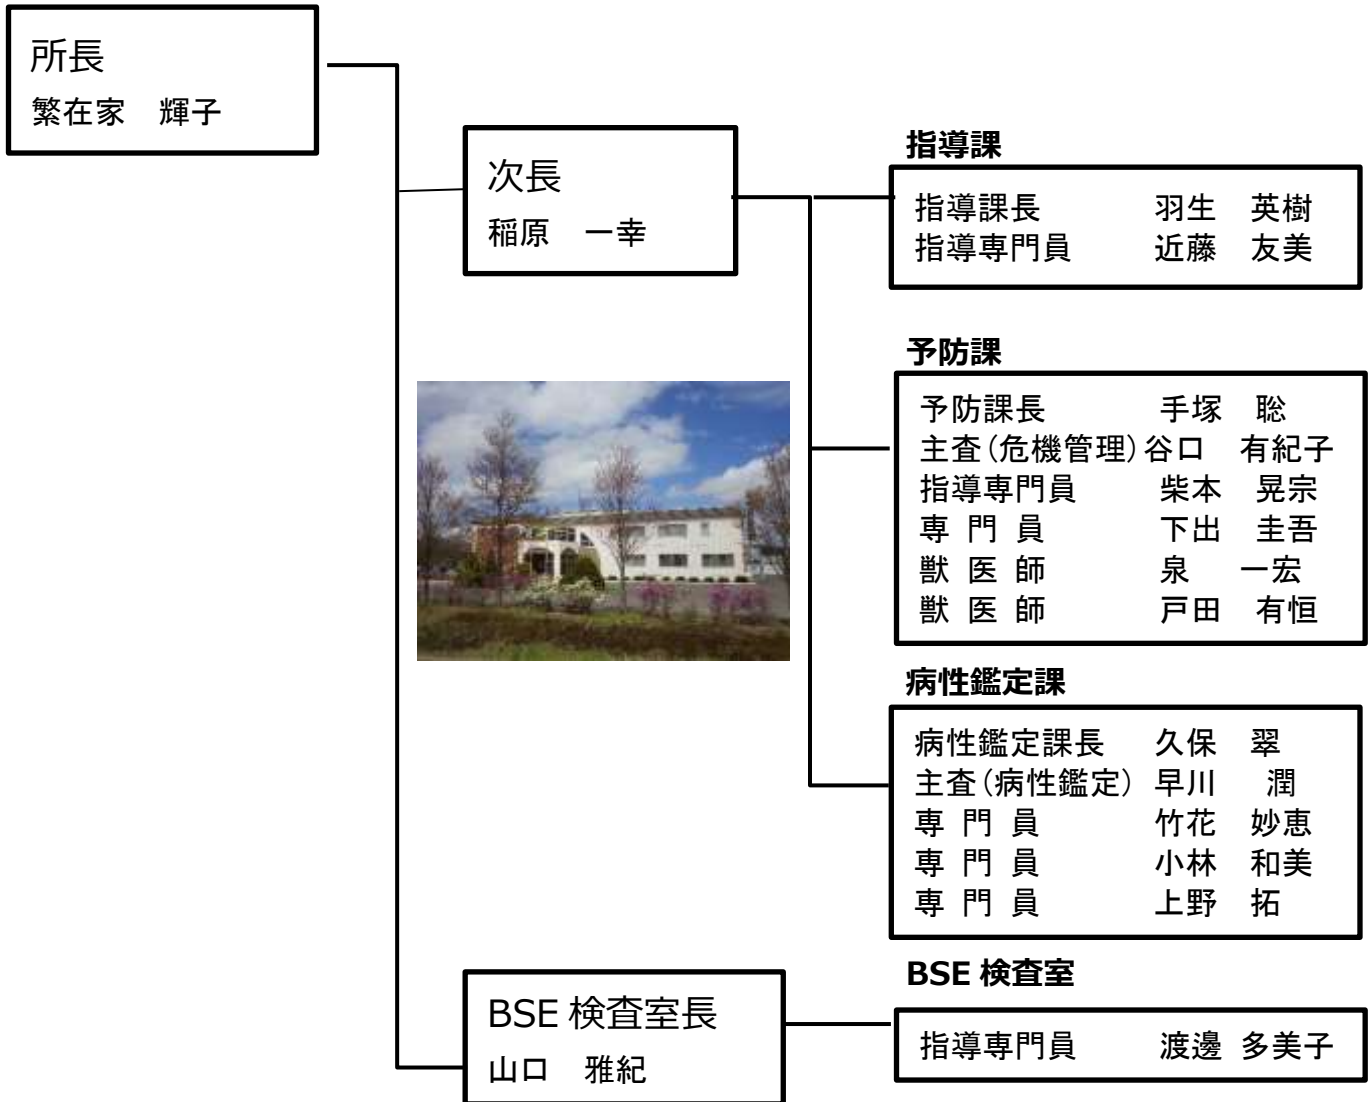 所長
繁在家　輝子
次長
稲原　一幸
指導課
指導課長　羽生　英樹
指導専門員　近藤　友美
予防課
予防課長　手塚　聡
主査（危機管理）谷口　有紀子
指導専門員　柴本　晃宗
専 門 員　下出　圭吾
獣 医 師　泉　一宏
獣 医 師　戸田　有恒
病性鑑定課
病性鑑定課長　久保　翠
主査（病性鑑定）早川　潤
専 門 員　竹花　妙恵
専 門 員　小林　和美
専 門 員　上野　拓
BSE 検査室長
山口　雅紀
BSE 検査室
指導専門員　渡邊 多美子